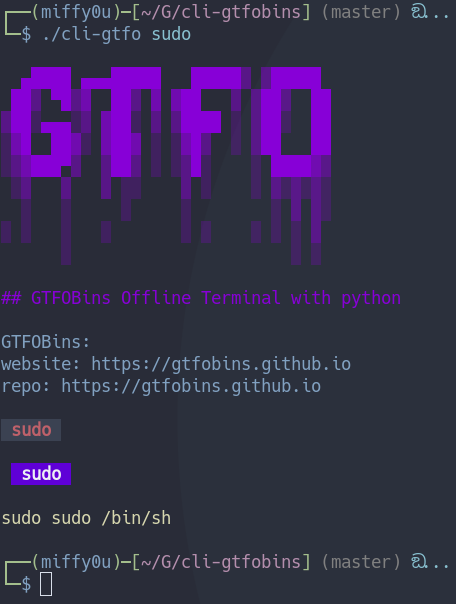 ┌──(miffy0u)─[~/G/cli-gtfobins] (master) ඞ...
└─$ ./cli-gtfo sudo
GTFO
## GTFOBins Offline Terminal with python
GTFOBins:
website: https://gtfobins.github.io
repo: https://gtfobins.github.io
sudo
sudo
sudo sudo /bin/sh
┌──(miffy0u)─[~/G/cli-gtfobins] (master) ඞ...
└─$